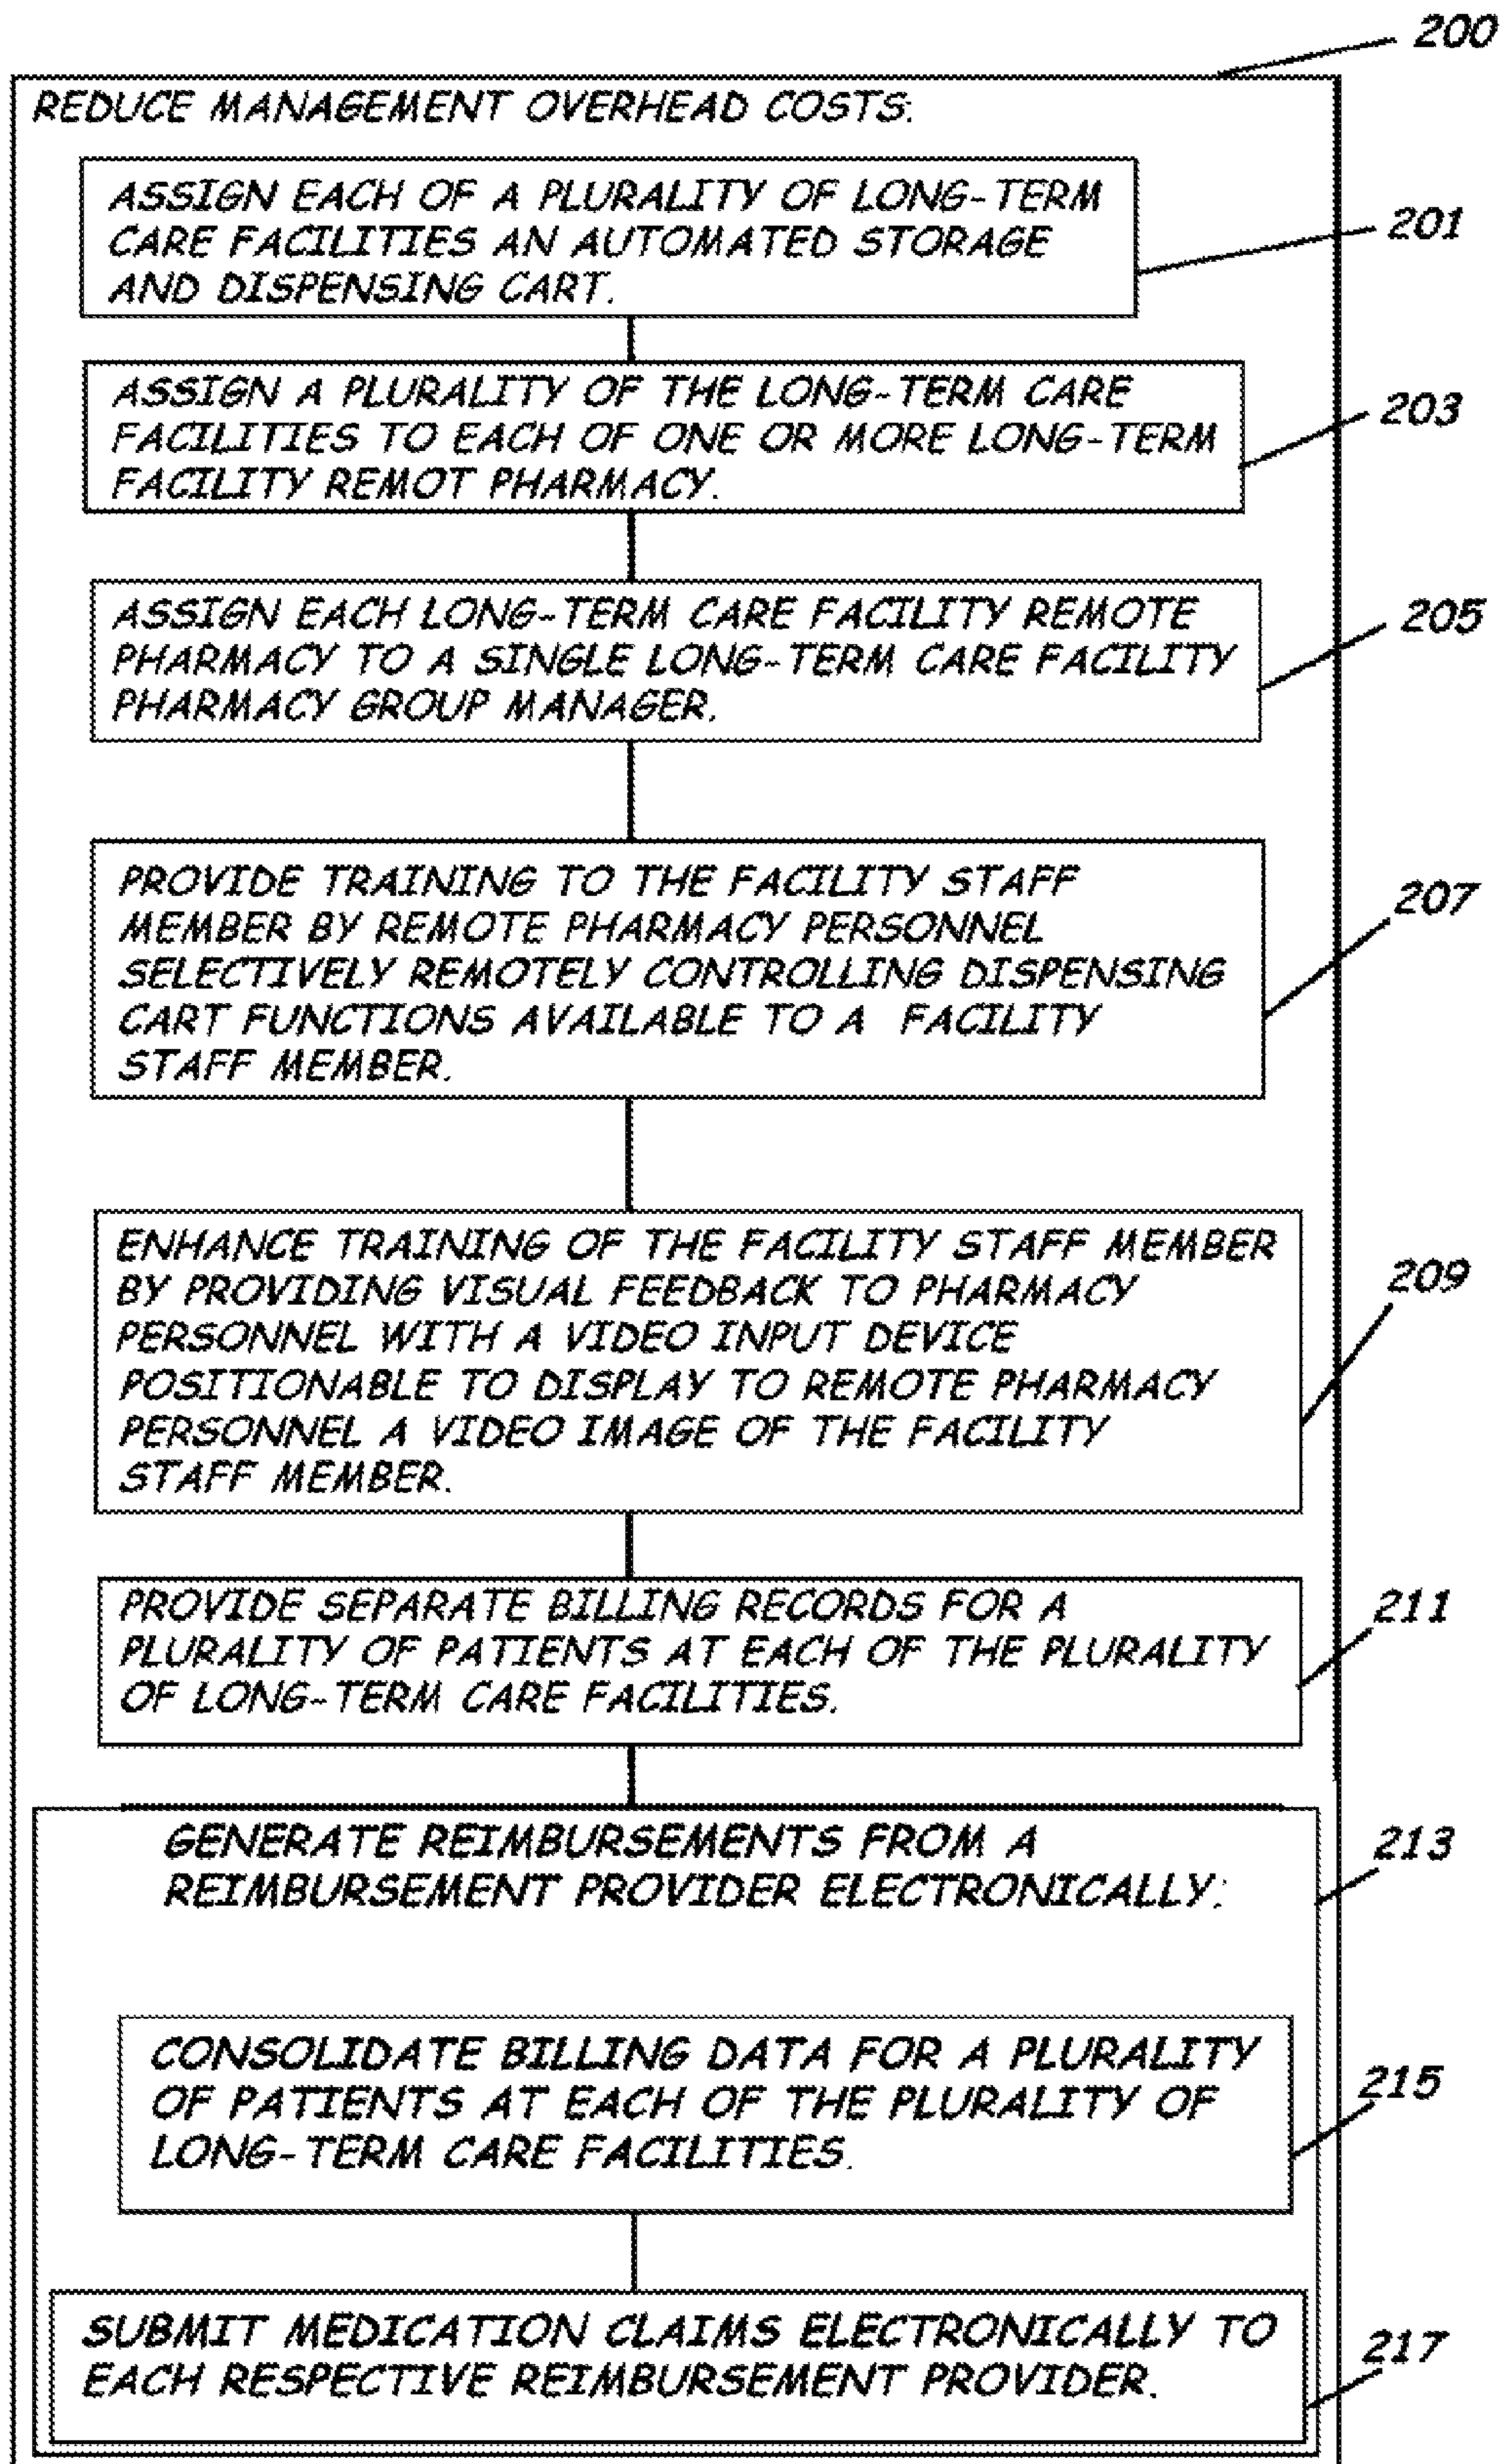 200
REDUCE MANAGEMENT OVERHEAD COSTS:
ASSIGN EACH OF A PLURALITY OF LONG-TERM
CARE FACILITIES AN AUTOMATED STORAGE
AND DISPENSING CART.
201
ASSIGN A PLURALITY OF THE LONG-TERM CARE
FACILITIES TO EACH OF ONE OR MORE LONG-TERM
FACILITY REMOT PHARMACY.
203
ASSIGN EACH LONG-TERM CARE FACILITY REMOTE
PHARMACY TO A SINGLE LONG-TERM CARE FACILITY
PHARMACY GROUP MANAGER.
205
PROVIDE TRAINING TO THE FACILITY STAFF
MEMBER BY REMOTE PHARMACY PERSONNEL
SELECTIVELY REMOTELY CONTROLLING DISPENSING
CART FUNCTIONS AVAILABLE TO A FACILITY
STAFF MEMBER.
207
ENHANCE TRAINING OF THE FACILITY STAFF MEMBER
BY PROVIDING VISUAL FEEDBACK TO PHARMACY
PERSONNEL WITH A VIDEO INPUT DEVICE
POSITIONABLE TO DISPLAY TO REMOTE PHARMACY
PERSONNEL A VIDEO IMAGE OF THE FACILITY
STAFF MEMBER.
209
PROVIDE SEPARATE BILLING RECORDS FOR A
PLURALITY OF PATIENTS AT EACH OF THE PLURALITY
OF LONG-TERM CARE FACILITIES.
211
GENERATE REIMBURSEMENTS FROM A
REIMBURSEMENT PROVIDER ELECTRONICALLY:
213
CONSOLIDATE BILLING DATA FOR A PLURALITY
OF PATIENTS AT EACH OF THE PLURALITY OF
LONG-TERM CARE FACILITIES.
215
SUBMIT MEDICATION CLAIMS ELECTRONICALLY TO
EACH RESPECTIVE REIMBURSEMENT PROVIDER.
217